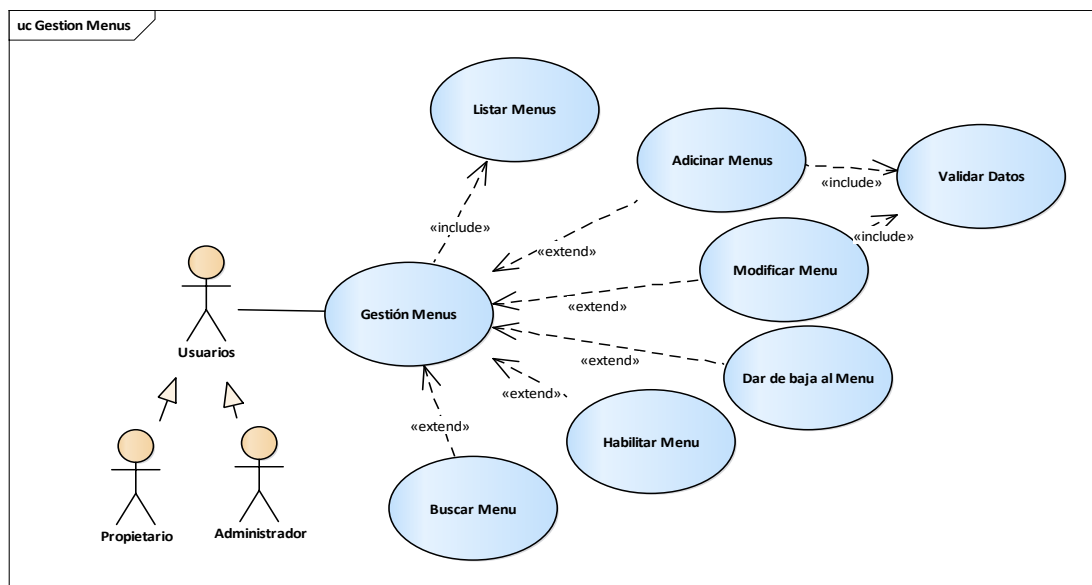 uc Gestion Menus
Listar Menus
Adicinar Menus
Validar Datos
«include»
«include»
«include»
«extend»
Modificar Menu
Usuarios
Gestión Menus
«extend»
«extend»
Dar de baja al Menu
«extend»
«extend»
Habilitar Menu
Buscar Menu
Propietario
Administrador